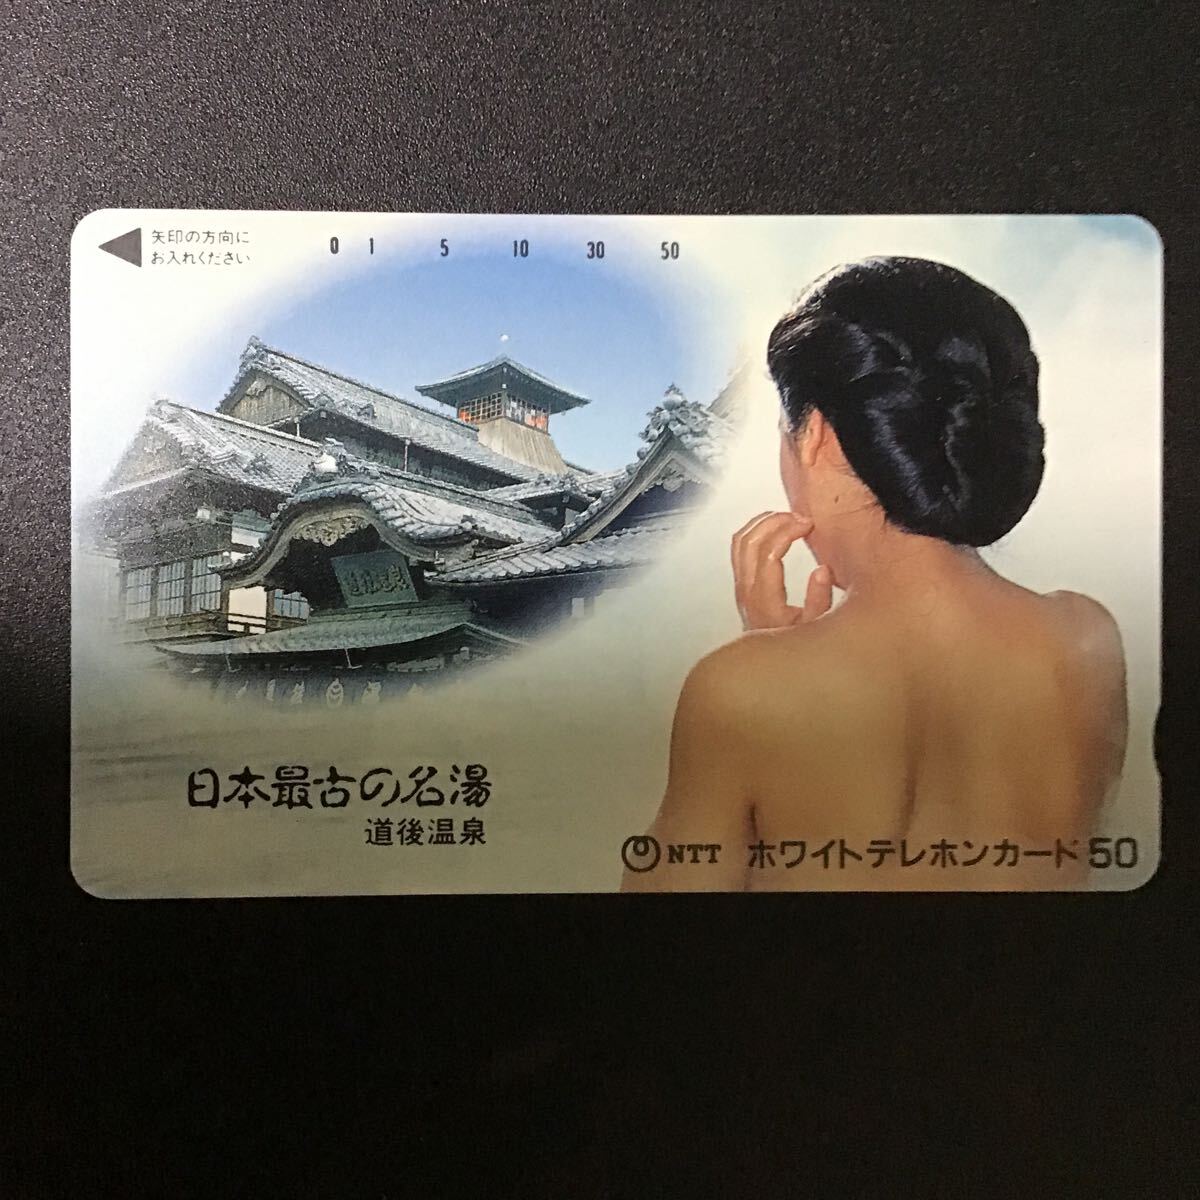 矢印の方向に
お入れください
0 1 5 10 30 50
日本最古の名湯
道後温泉
NTT ホワイトテレホンカード 50